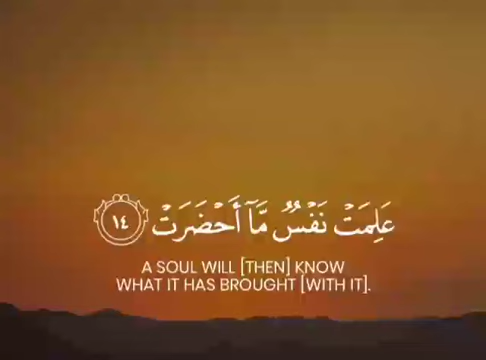 عَلِمَتْ نَفْسٌ مَّآ أَحْضَرَتْ ١٤
A SOUL WILL [THEN] KNOW
WHAT IT HAS BROUGHT [WITH IT].